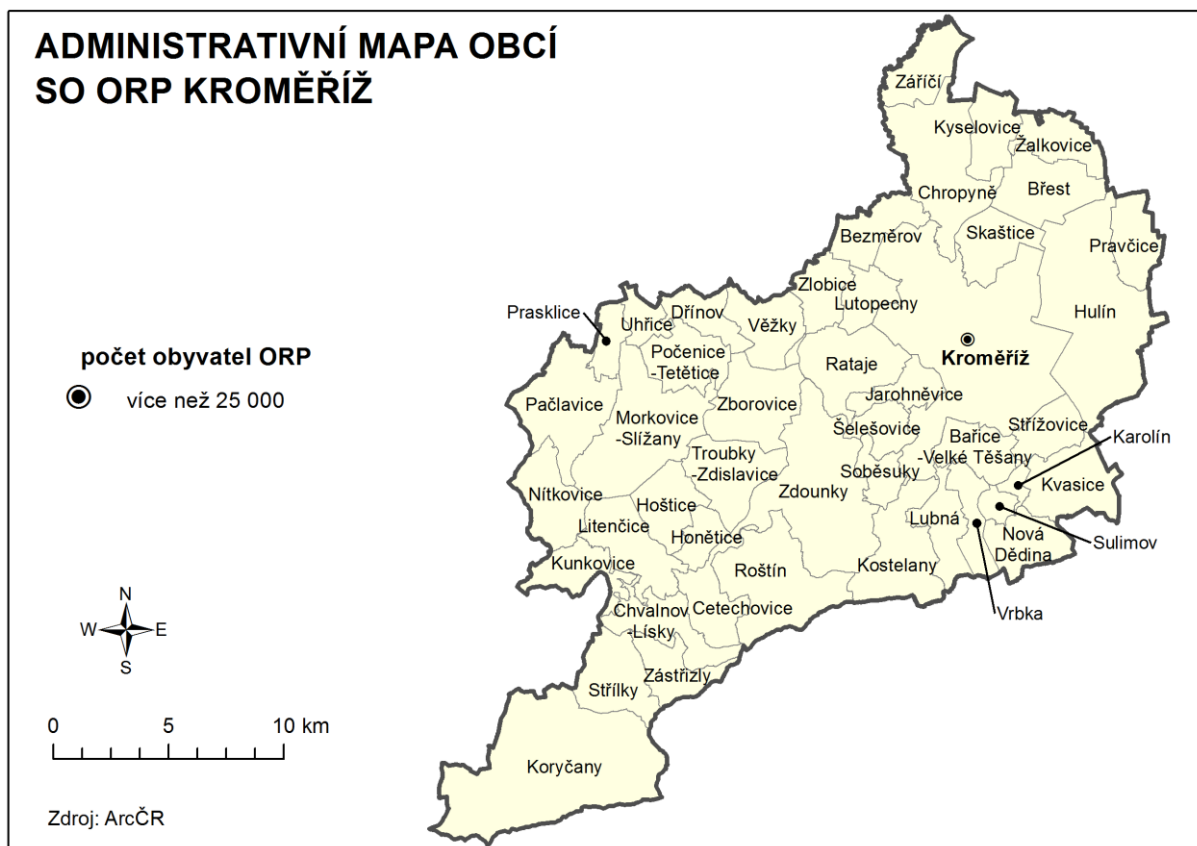 ADMINISTRATIVNÍ MAPA OBCÍ
SO ORP KROMĚŘÍŽ
Záříčí
Kyselovice
Žalkovice
Chropyně
Břest
Bezměrov
Skaštice
Pravčice
Zlobice
Lutopecny
Hulín
Prasklice
Uhřice
Dřínov
Věžky
počet obyvatel ORP
více než 25 000
Počenice
-Tetětice
Rataje
Kroměříž
Jarohněvice
Pačlavice
Morkovice
-Slížany
Zborovice
Šelešovice
Střížovice
Bařice
-Velké Těšany
Karolín
Troubky
-Zdislavice
Soběsuky
Kvasice
Nítkovice
Zdounky
Hoštice
Litenčice
Lubná
Honětice
Nová
Dědina
Sulimov
Kunkovice
Roštín
Kostelany
Vrbka
Chvalnov
-Lísky
Cetechovice
Zástřizly
Střílky
Koryčany
N
W
E
S
0
5
10 km
Zdroj: ArcČR